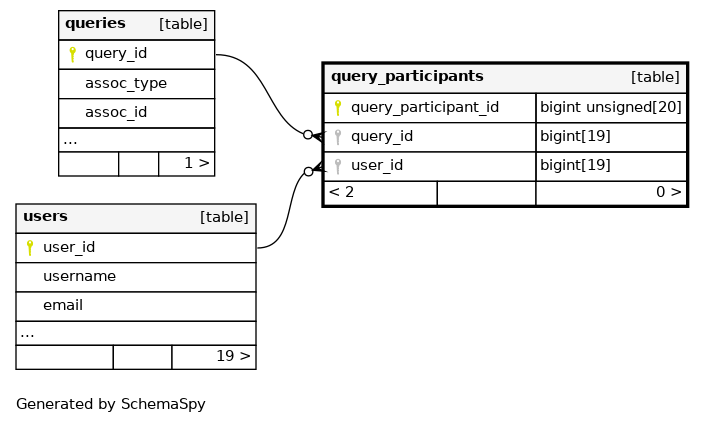 queries [table]
query_id
assoc_type
assoc_id
...
1 >
query_participants [table]
query_participant_id bigint unsigned[20]
query_id bigint[19]
user_id bigint[19]
< 2 0 >
users [table]
user_id
username
email
...
19 >
Generated by SchemaSpy